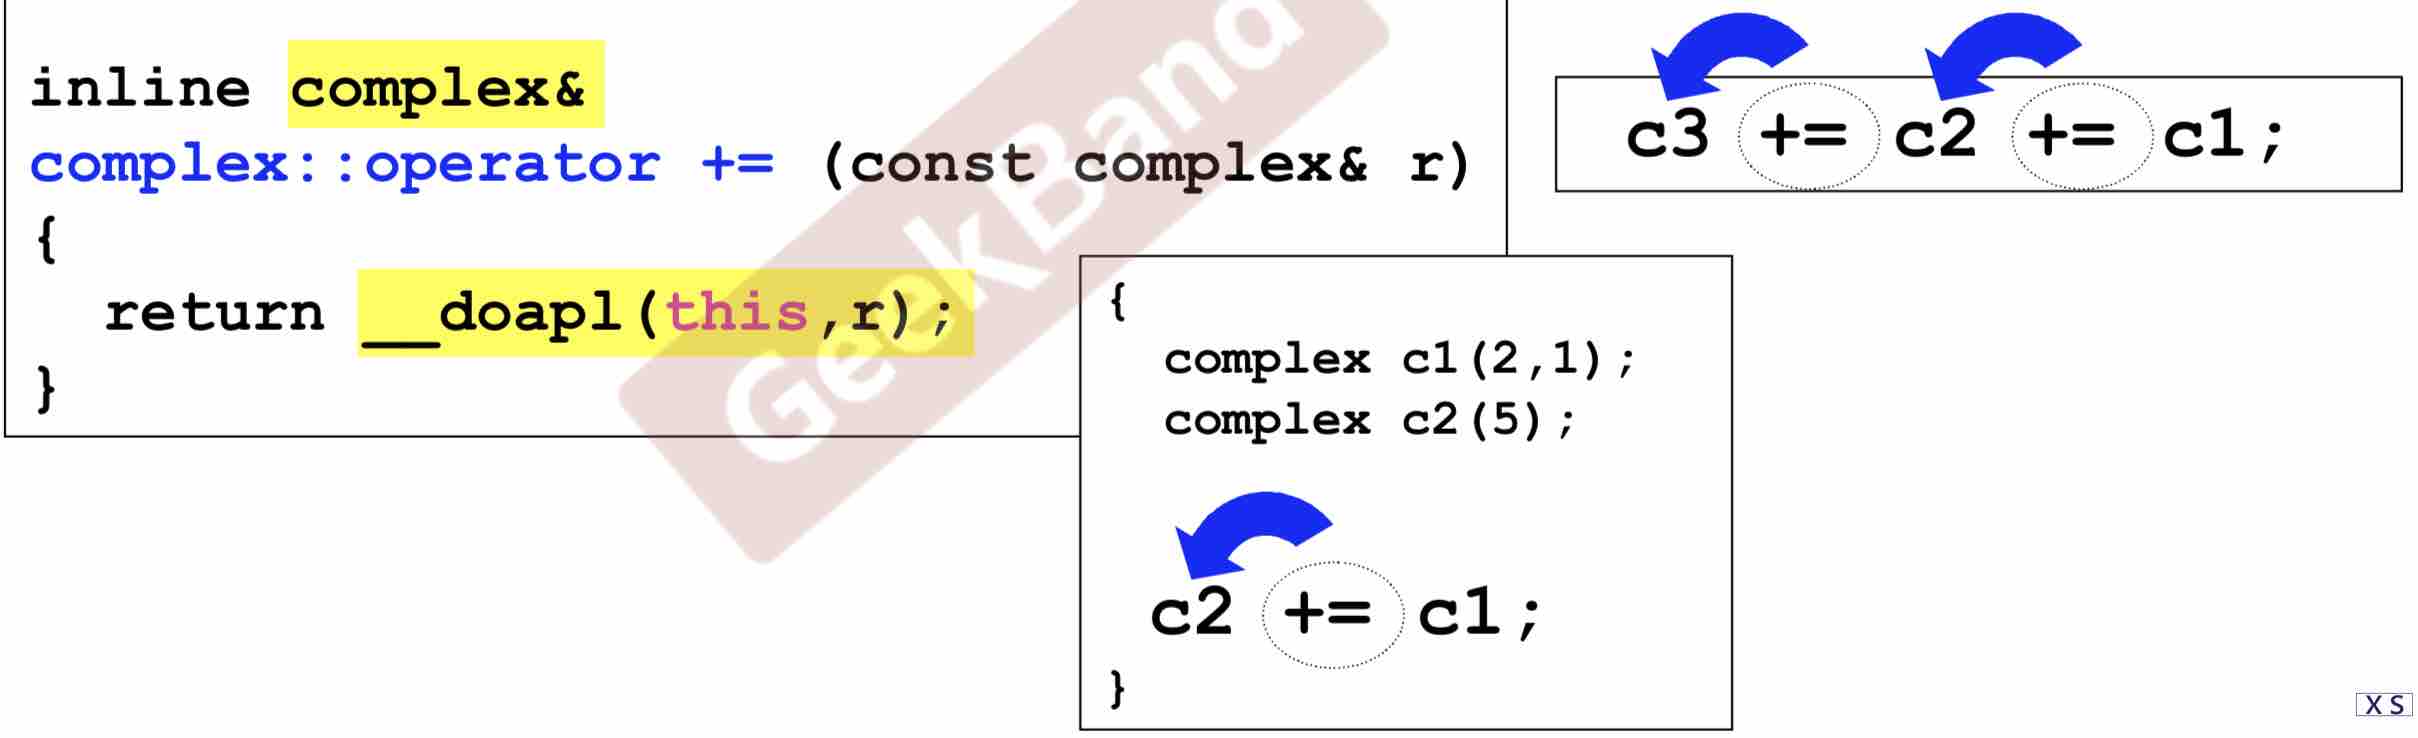 inline complex&
complex::operator += (const complex& r)
{
  return __doapl(this,r);
}
c3 += c2 += c1;
{
  complex c1(2,1);
  complex c2(5);
  c2 += c1;
}
GeekBand
XS